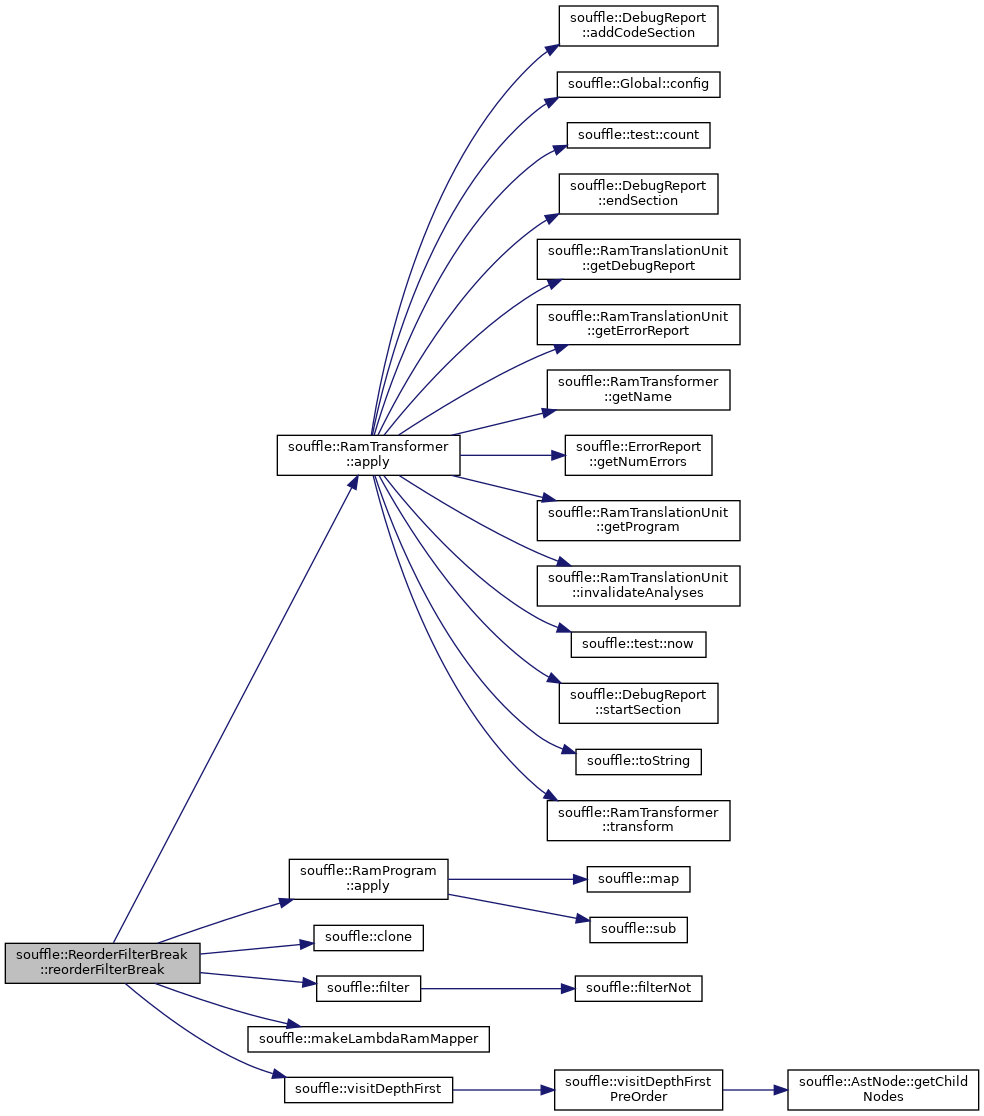 souffle::DebugReport
::addCodeSection
souffle::Global::config
souffle::test::count
souffle::DebugReport
::endSection
souffle::RamTranslationUnit
::getDebugReport
souffle::RamTranslationUnit
::getErrorReport
souffle::RamTransformer
::getName
souffle::RamTransformer
::apply
souffle::ErrorReport
::getNumErrors
souffle::RamTranslationUnit
::getProgram
souffle::RamTranslationUnit
::invalidateAnalyses
souffle::test::now
souffle::DebugReport
::startSection
souffle::toString
souffle::RamTransformer
::transform
souffle::RamProgram
::apply
souffle::map
souffle::sub
souffle::clone
souffle::ReorderFilterBreak
::reorderFilterBreak
souffle::filter
souffle::filterNot
souffle::makeLambdaRamMapper
souffle::visitDepthFirst
souffle::visitDepthFirst
PreOrder
souffle::AstNode::getChild
Nodes